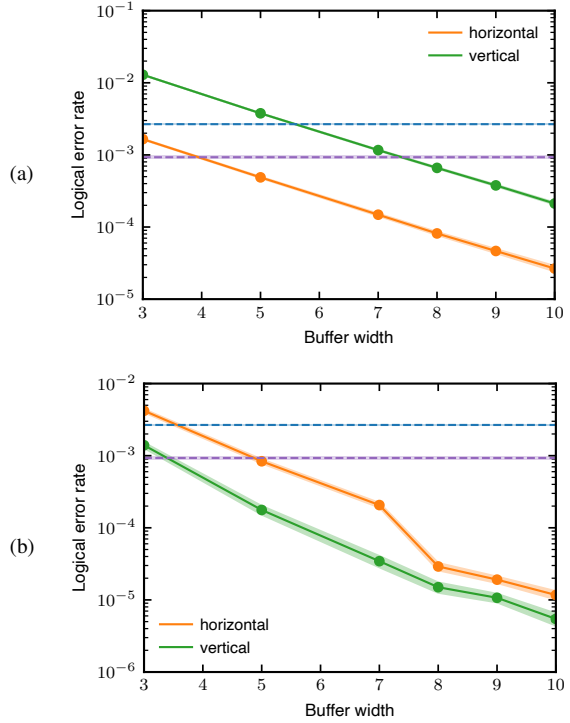 (a)
Logical error rate
10⁻¹
10⁻²
10⁻³
10⁻⁴
10⁻⁵
horizontal
vertical
3 4 5 6 7 8 9 10
Buffer width
(b)
Logical error rate
10⁻²
10⁻³
10⁻⁴
10⁻⁵
10⁻⁶
horizontal
vertical
3 4 5 6 7 8 9 10
Buffer width